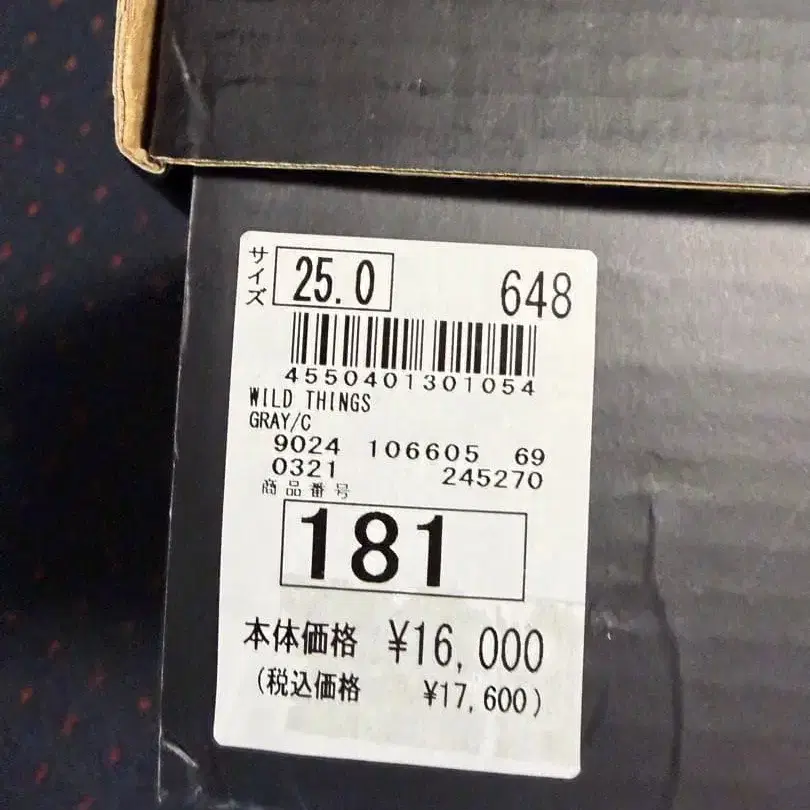 サイズ 25.0 648
4550401301054
WILD THINGS
GRAY/C
9024 106605 69
0321 245270
商品番号
181
本体価格 ¥16,000
(税込価格 ¥17,600)